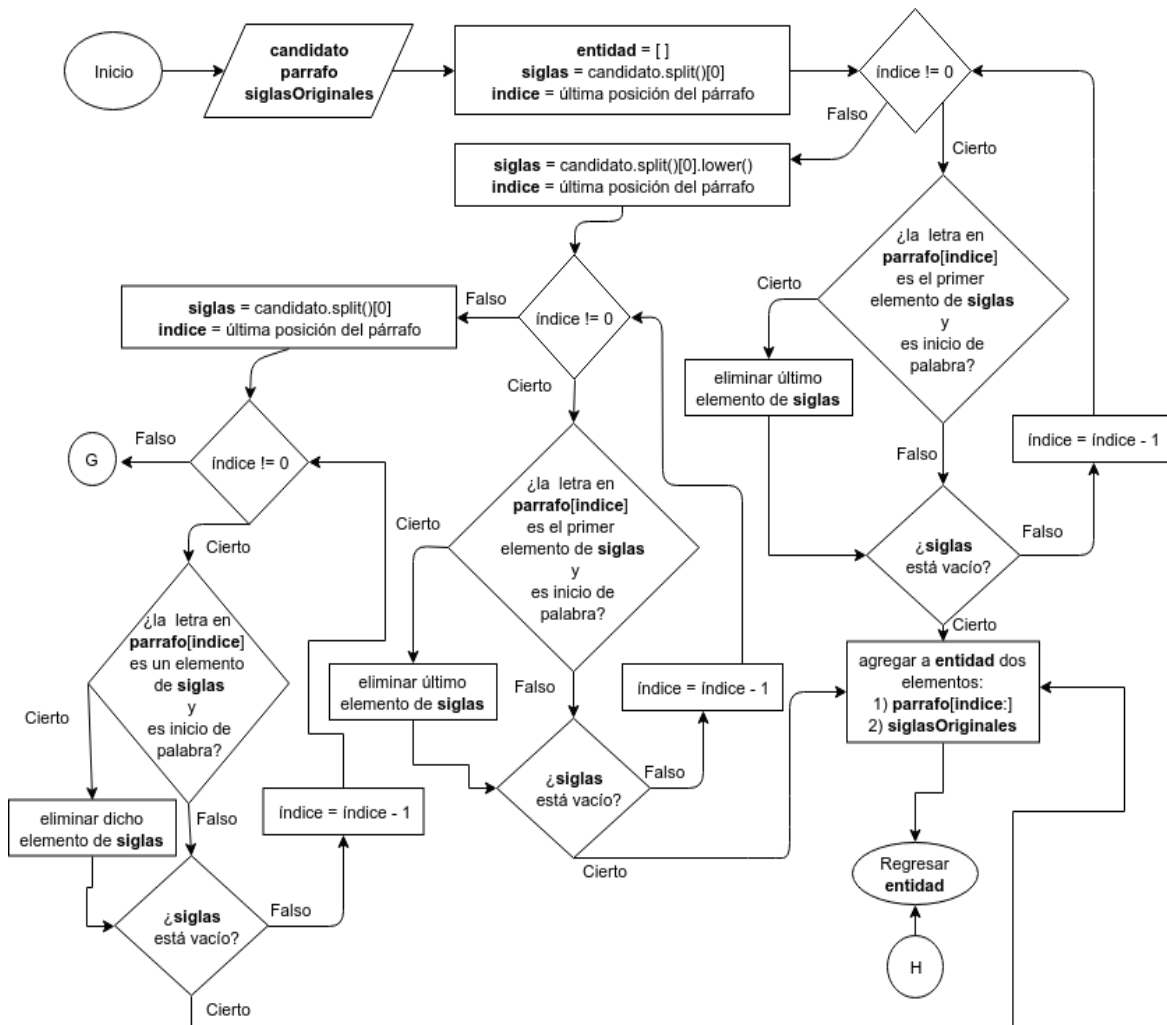 Inicio
candidato
parrafo
siglasOriginales
entidad = [ ]
siglas = candidato.split()[0]
indice = última posición del párrafo
índice != 0
Falso
Cierto
siglas = candidato.split()[0].lower()
indice = última posición del párrafo
¿la letra en
parrafo[indice]
es el primer
elemento de siglas
y
es inicio de
palabra?
Cierto
eliminar último
elemento de siglas
Falso
índice = índice - 1
¿siglas
está vacío?
Falso
Cierto
índice != 0
Falso
Cierto
siglas = candidato.split()[0]
indice = última posición del párrafo
¿la letra en
parrafo[indice]
es el primer
elemento de siglas
y
es inicio de
palabra?
Cierto
eliminar último
elemento de siglas
Falso
índice = índice - 1
¿siglas
está vacío?
Falso
Cierto
índice != 0
Falso
G
Cierto
¿la letra en
parrafo[indice]
es un elemento
de siglas
y
es inicio de
palabra?
Cierto
eliminar dicho
elemento de siglas
Falso
índice = índice - 1
¿siglas
está vacío?
Falso
Cierto
agregar a entidad dos
elementos:
1) parrafo[indice:]
2) siglasOriginales
Regresar
entidad
H